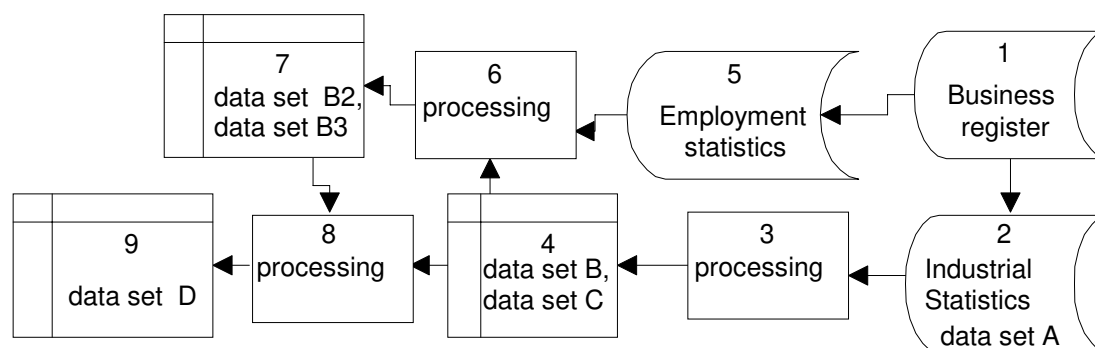 1
Business
register
2
Industrial
Statistics
data set A
3
processing
4
data set B,
data set C
5
Employment
statistics
6
processing
7
data set B2,
data set B3
8
processing
9
data set D